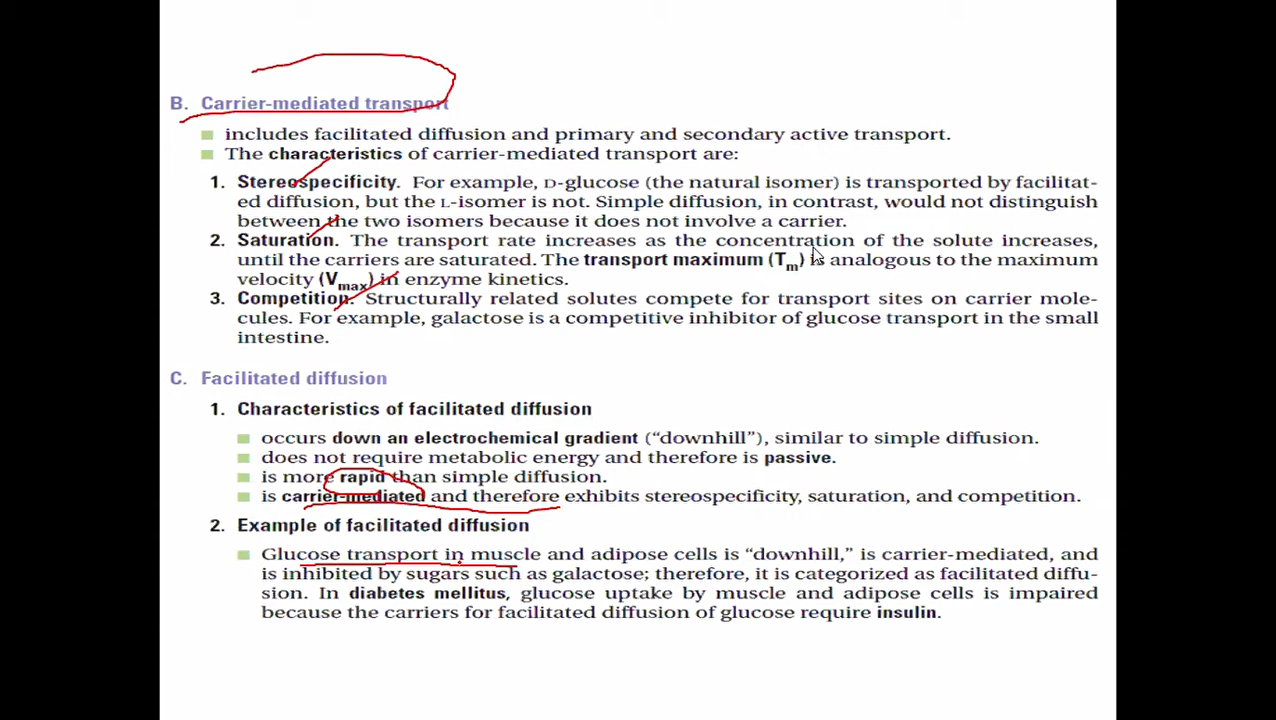 B. Carrier-mediated transport
includes facilitated diffusion and primary and secondary active transport.
The characteristics of carrier-mediated transport are:
1. Stereospecificity. For example, D-glucose (the natural isomer) is transported by facilitat-
ed diffusion, but the L-isomer is not. Simple diffusion, in contrast, would not distinguish
between the two isomers because it does not involve a carrier.
2. Saturation. The transport rate increases as the concentration of the solute increases,
until the carriers are saturated. The transport maximum (Tm) is analogous to the maximum
velocity (Vmax) in enzyme kinetics.
3. Competition. Structurally related solutes compete for transport sites on carrier mole-
cules. For example, galactose is a competitive inhibitor of glucose transport in the small
intestine.
C. Facilitated diffusion
1. Characteristics of facilitated diffusion
occurs down an electrochemical gradient (“downhill”), similar to simple diffusion.
does not require metabolic energy and therefore is passive.
is more rapid than simple diffusion.
is carrier-mediated and therefore exhibits stereospecificity, saturation, and competition.
2. Example of facilitated diffusion
Glucose transport in muscle and adipose cells is “downhill,” is carrier-mediated, and
is inhibited by sugars such as galactose; therefore, it is categorized as facilitated diffu-
sion. In diabetes mellitus, glucose uptake by muscle and adipose cells is impaired
because the carriers for facilitated diffusion of glucose require insulin.